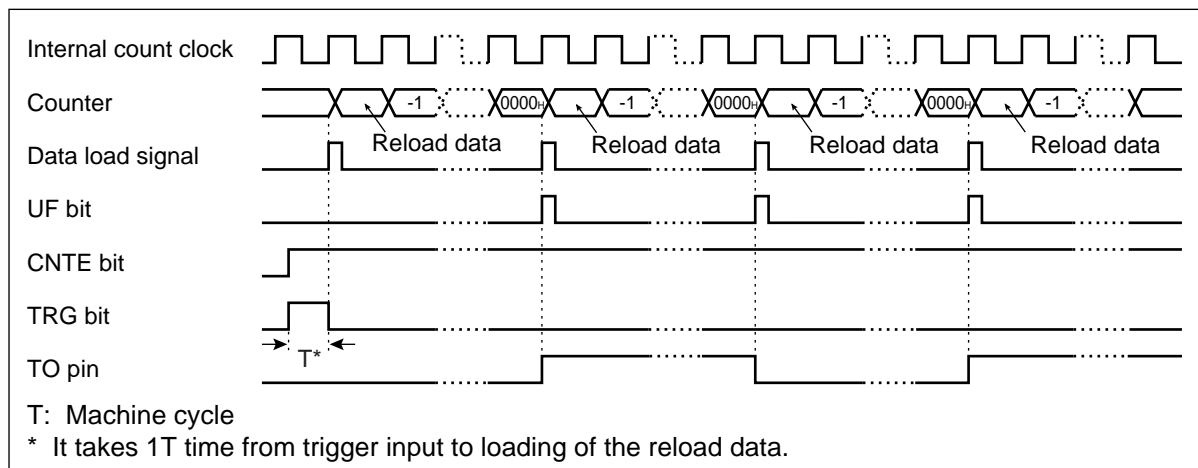 Internal count clock
Counter -1 0000H -1 0000H -1 0000H -1
Reload data Reload data Reload data Reload data
Data load signal
UF bit
CNTE bit
TRG bit
T*
TO pin
T: Machine cycle
* It takes 1T time from trigger input to loading of the reload data.